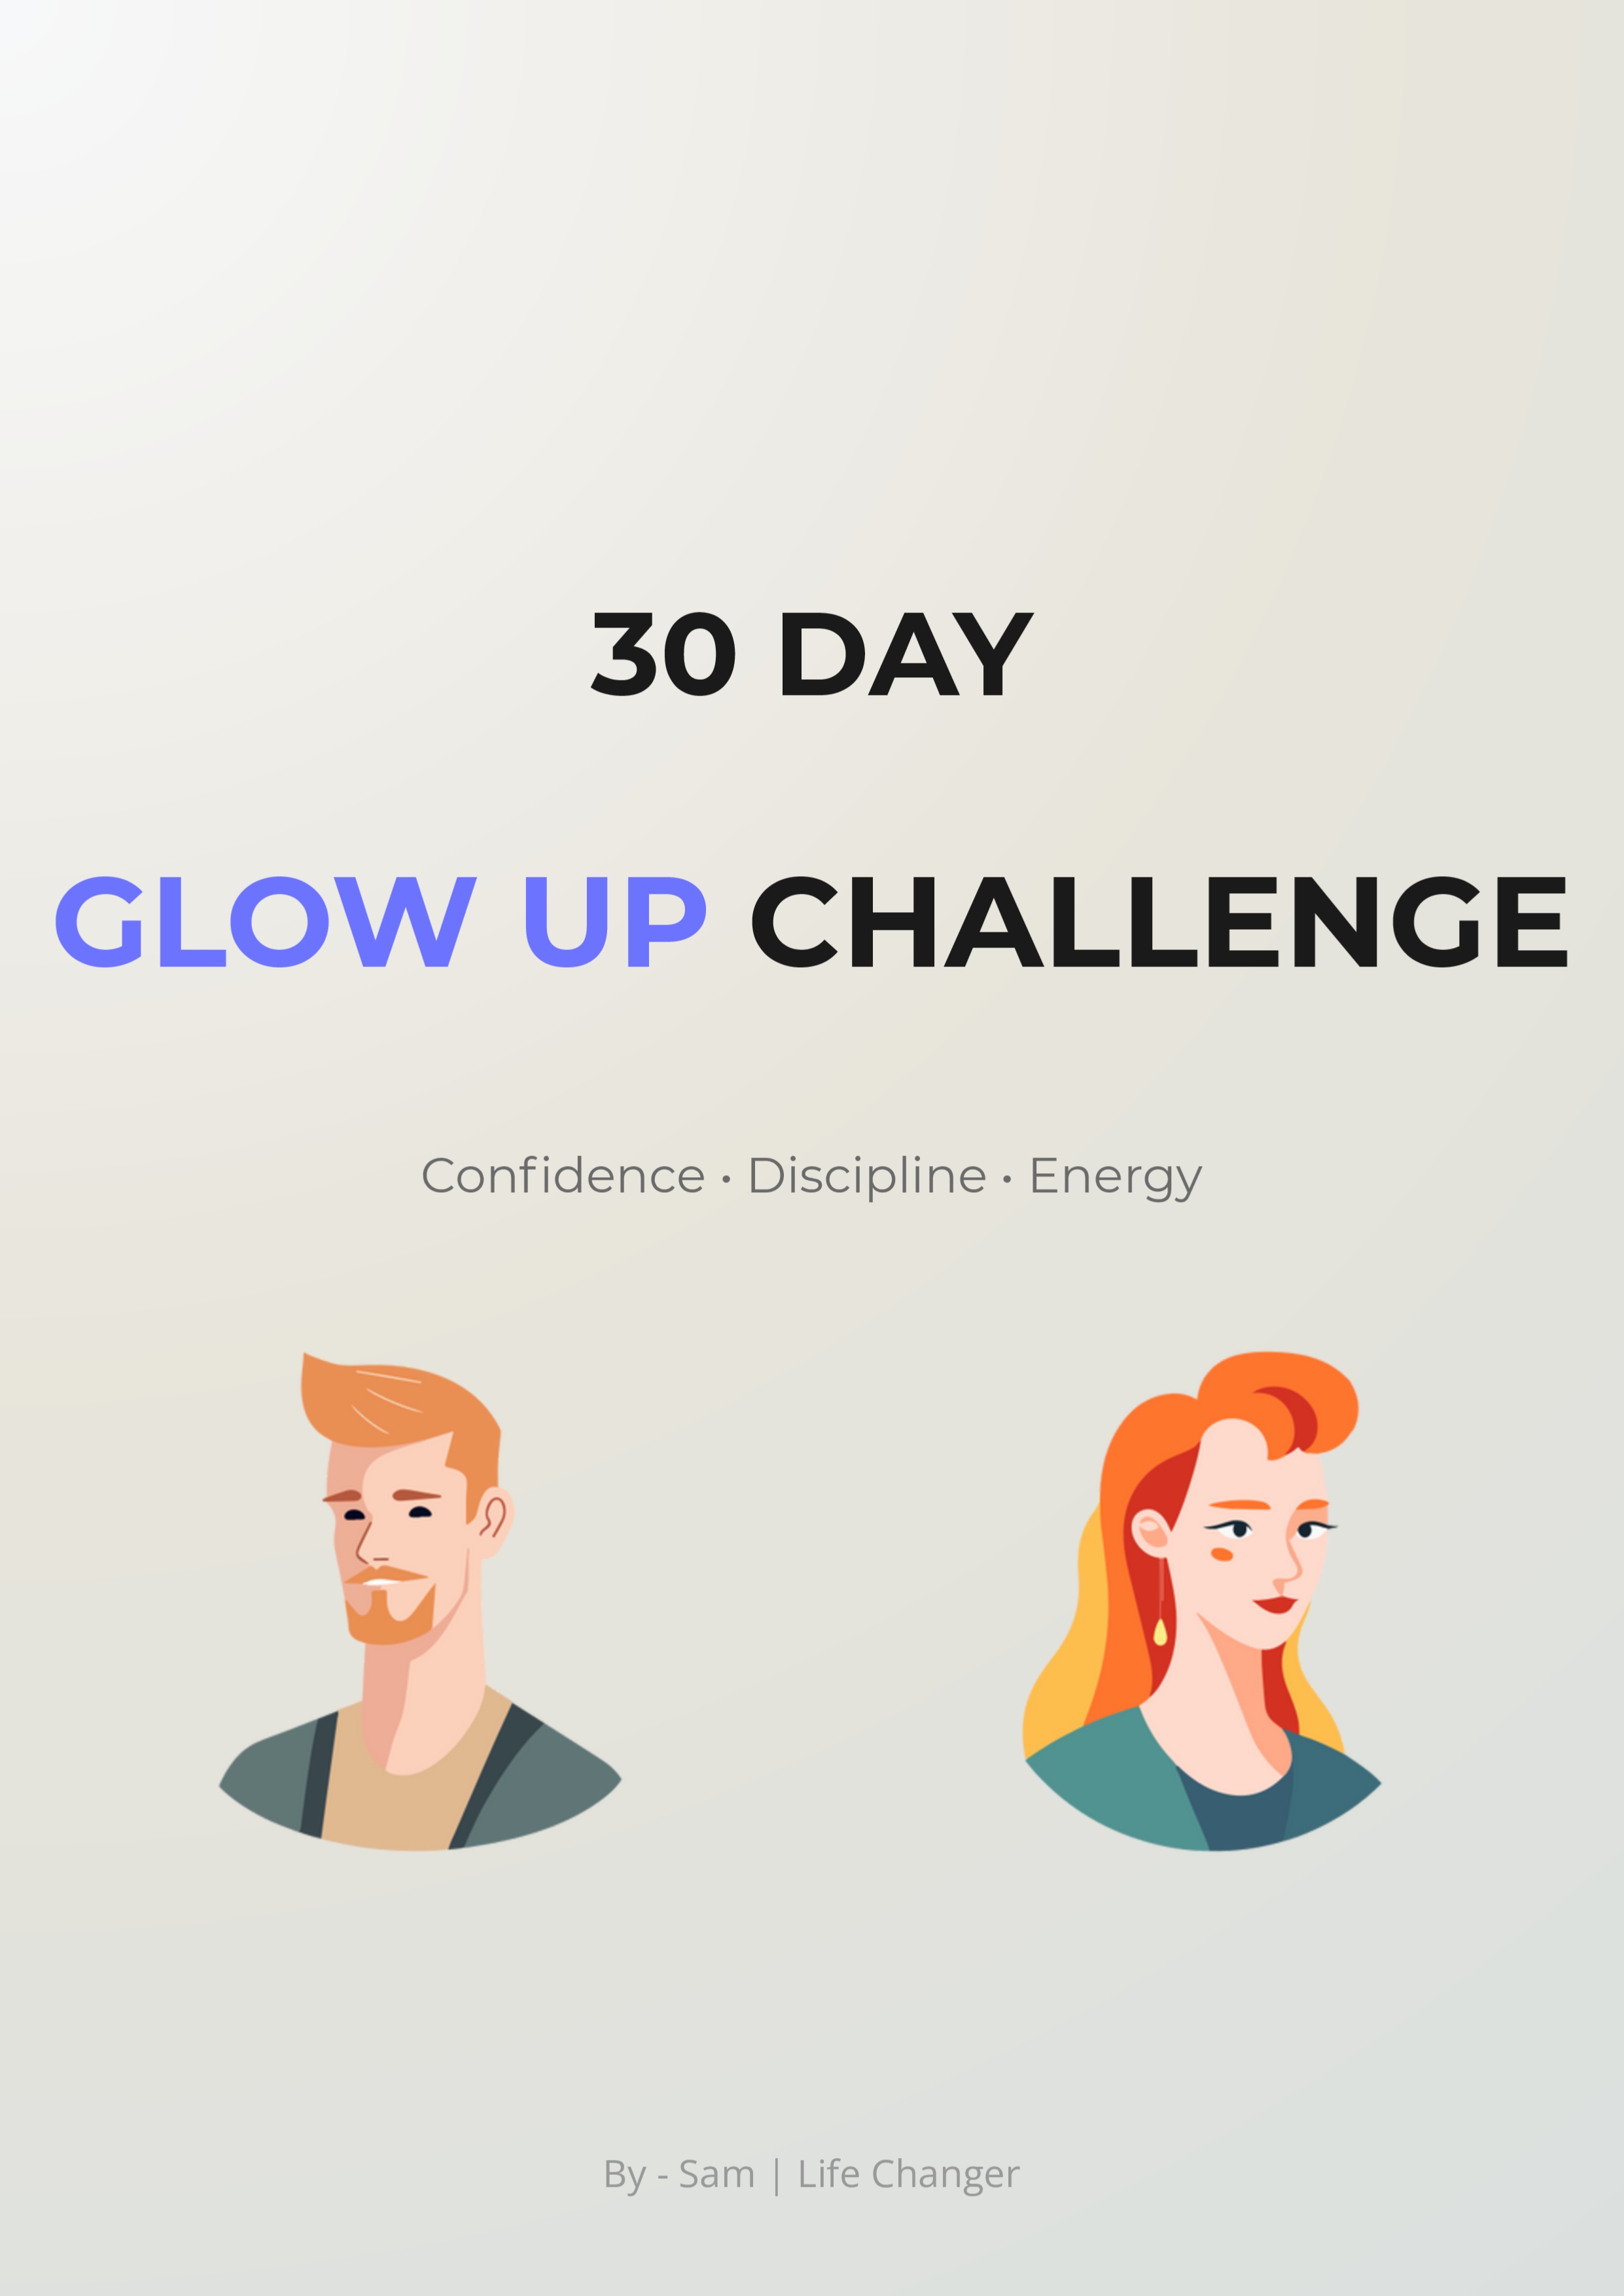 30 DAY
GLOW UP CHALLENGE
Confidence • Discipline • Energy
By - Sam | Life Changer